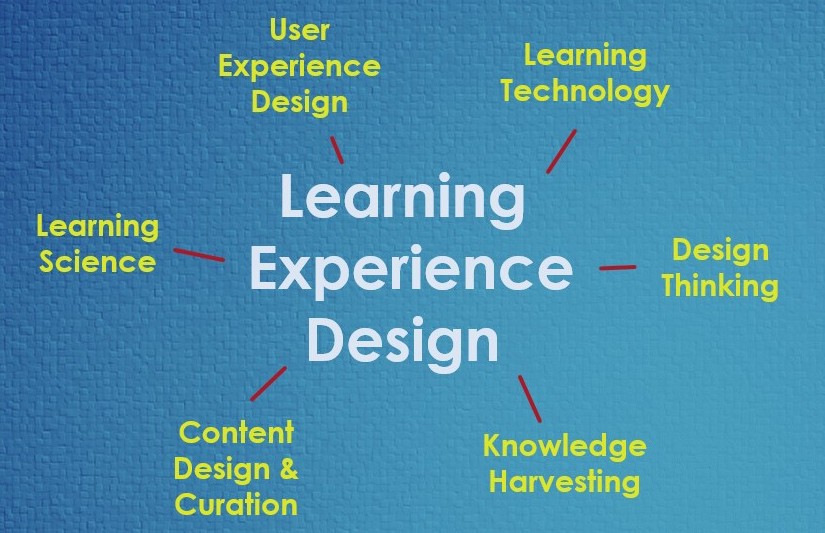 User
Experience
Design
Learning
Technology
Learning
Experience
Design
Learning
Science
Design
Thinking
Content
Design &
Curation
Knowledge
Harvesting